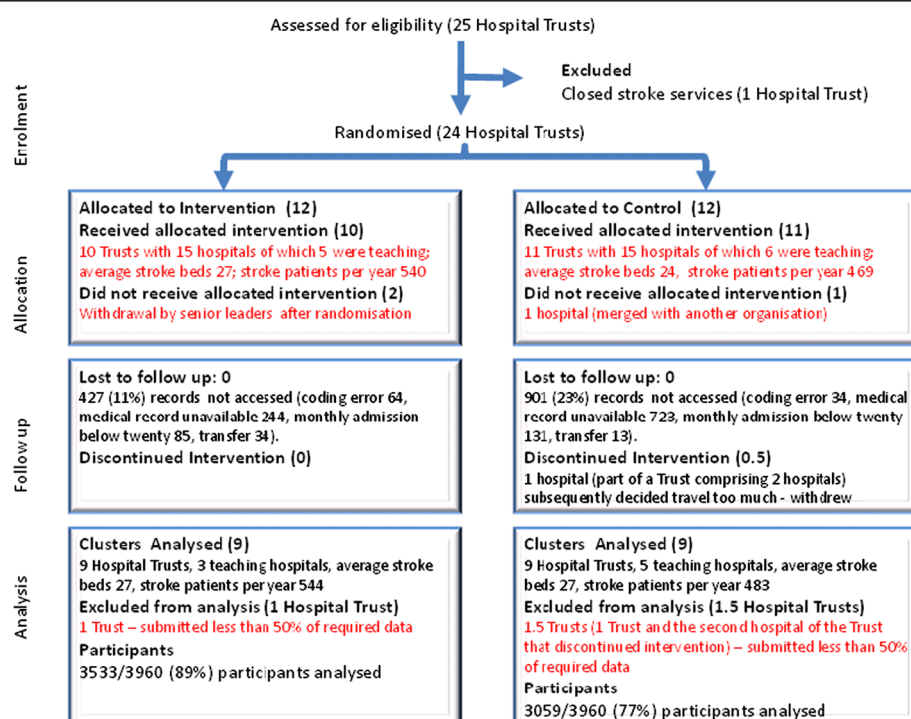 Assessed for eligibility (25 Hospital Trusts)
Excluded
Closed stroke services (1 Hospital Trust)
Enrolment
Randomised (24 Hospital Trusts)
Allocation
Allocated to Intervention (12)
Received allocated intervention (10)
10 Trusts with 15 hospitals of which 5 were teaching;
average stroke beds 27; stroke patients per year 540
Did not receive allocated intervention (2)
Withdrawal by senior leaders after randomisation
Allocated to Control (12)
Received allocated intervention (11)
11 Trusts with 15 hospitals of which 6 were teaching;
average stroke beds 24, stroke patients per year 469
Did not receive allocated intervention (1)
1 hospital (merged with another organisation)
Follow up
Lost to follow up: 0
427 (11%) records not accessed (coding error 64,
medical record unavailable 244, monthly admission
below twenty 85, transfer 34).
Discontinued Intervention (0)
Lost to follow up: 0
901 (23%) records not accessed (coding error 34, medical
record unavailable 723, monthly admission below twenty
131, transfer 13).
Discontinued Intervention (0.5)
1 hospital (part of a Trust comprising 2 hospitals)
subsequently decided travel too much - withdrew
Analysis
Clusters Analysed (9)
9 Hospital Trusts, 3 teaching hospitals, average stroke
beds 27, stroke patients per year 544
Excluded from analysis (1 Hospital Trust)
1 Trust – submitted less than 50% of required data
Participants
3533/3960 (89%) participants analysed
Clusters Analysed (9)
9 Hospital Trusts, 5 teaching hospitals, average stroke
beds 27, stroke patients per year 483
Excluded from analysis (1.5 Hospital Trusts)
1.5 Trusts (1 Trust and the second hospital of the Trust
that discontinued intervention) – submitted less than 50%
of required data
Participants
3059/3960 (77%) participants analysed